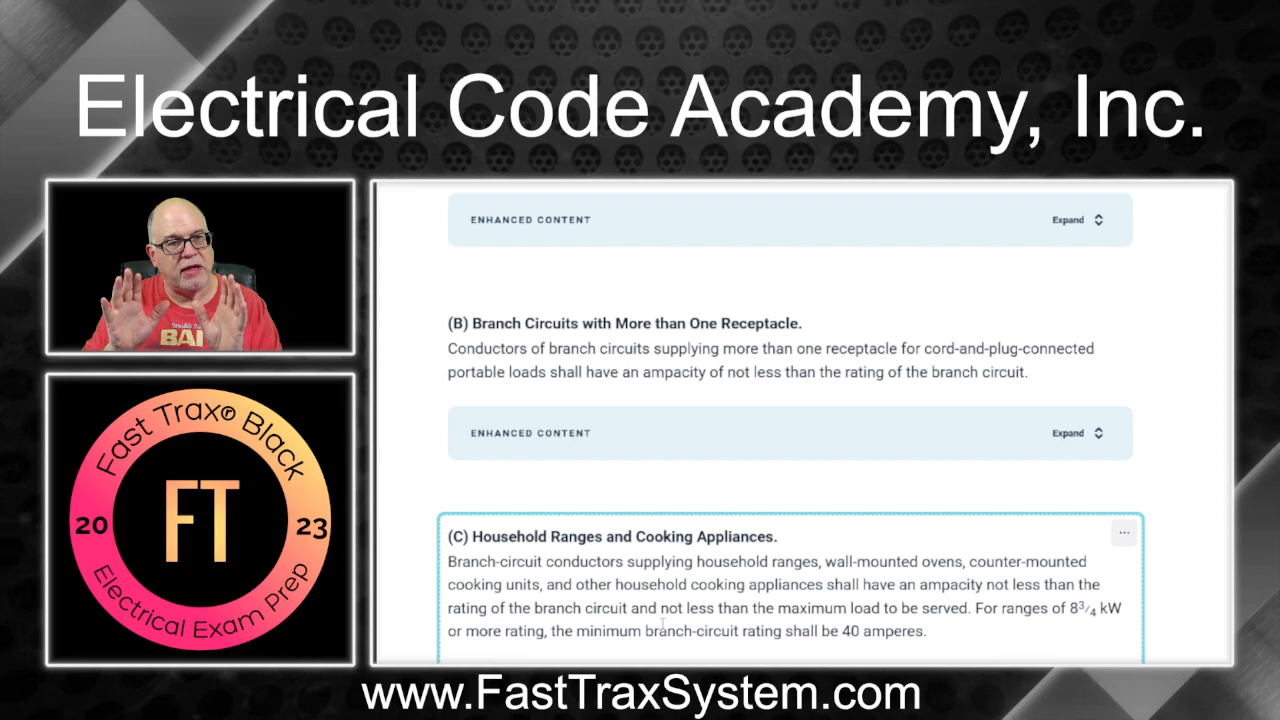 Electrical Code Academy, Inc.
BAL
Fast Trax® Black
FT
20 23
Electrical Exam Prep
ENHANCED CONTENT Expand
(B) Branch Circuits with More than One Receptacle.
Conductors of branch circuits supplying more than one receptacle for cord-and-plug-connected
portable loads shall have an ampacity of not less than the rating of the branch circuit.
ENHANCED CONTENT Expand
(C) Household Ranges and Cooking Appliances.
Branch-circuit conductors supplying household ranges, wall-mounted ovens, counter-mounted
cooking units, and other household cooking appliances shall have an ampacity not less than the
rating of the branch circuit and not less than the maximum load to be served. For ranges of 8¾ kW
or more rating, the minimum branch-circuit rating shall be 40 amperes.
www.FastTraxSystem.com